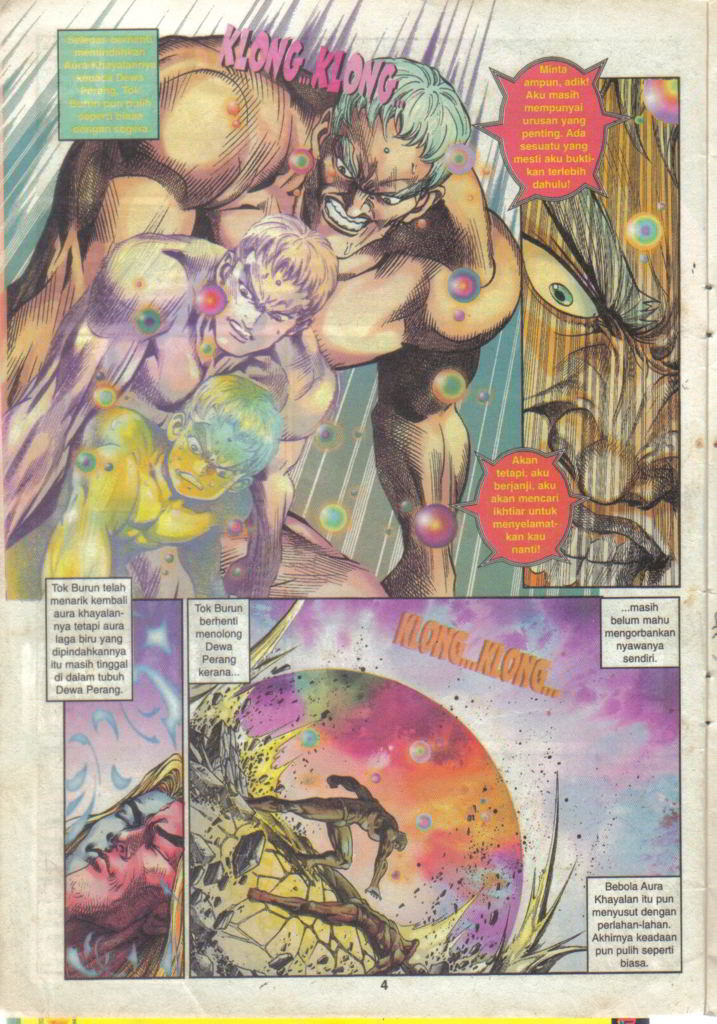 Selepas berhenti
memindahkan
Aura Khayalannya
kepada Dewa
Perang, Tok
Burun pun pulih
seperti biasa
dengan segera.
KLONG...KLONG...
Minta
ampun, adik!
Aku masih
mempunyai
urusan yang
penting. Ada
sesuatu yang
mesti aku bukti-
kan terlebih
dahulu!
Akan
tetapi, aku
berjanji, aku
akan mencari
ikhtiar untuk
menyelamat-
kan kau
nanti!
Tok Burun telah
menarik kembali
aura khayalan-
nya tetapi aura
laga biru yang
dipindahkannya
itu masih tinggal
di dalam tubuh
Dewa Perang.
Tok Burun
berhenti
menolong
Dewa
Perang
kerana...
KLONG...KLONG...
...masih
belum mahu
mengorbankan
nyawanya
sendiri.
Bebola Aura
Khayalan itu pun
menyusut dengan
perlahan-lahan.
Akhirnya keadaan
pun pulih seperti
biasa.
4